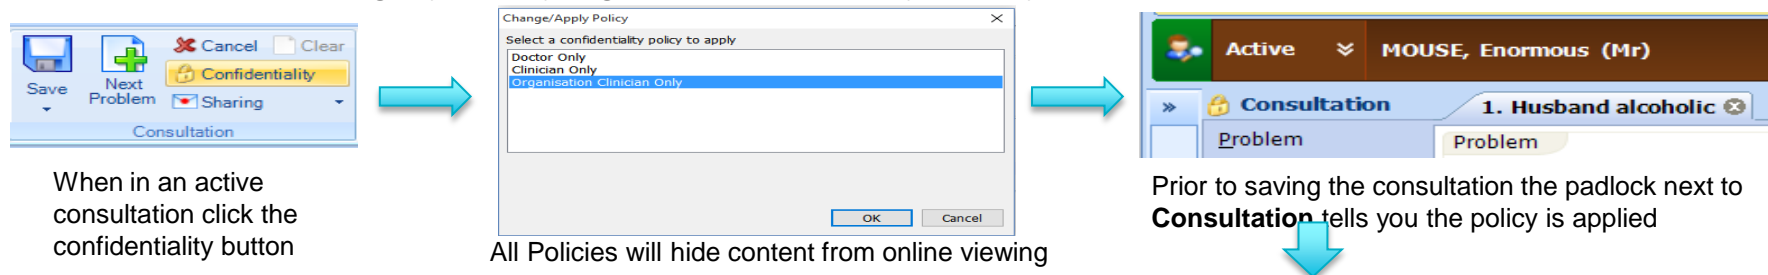 Save
Next
Problem
Cancel
Clear
Confidentiality
Sharing
Consultation
When in an active
consultation click the
confidentiality button
Change/Apply Policy
Select a confidentiality policy to apply
Doctor Only
Clinician Only
Organisation Clinician Only
OK
Cancel
All Policies will hide content from online viewing
Active
MOUSE, Enormous (Mr)
Consultation
1. Husband alcoholic
Problem
Problem
Prior to saving the consultation the padlock next to
Consultation tells you the policy is applied